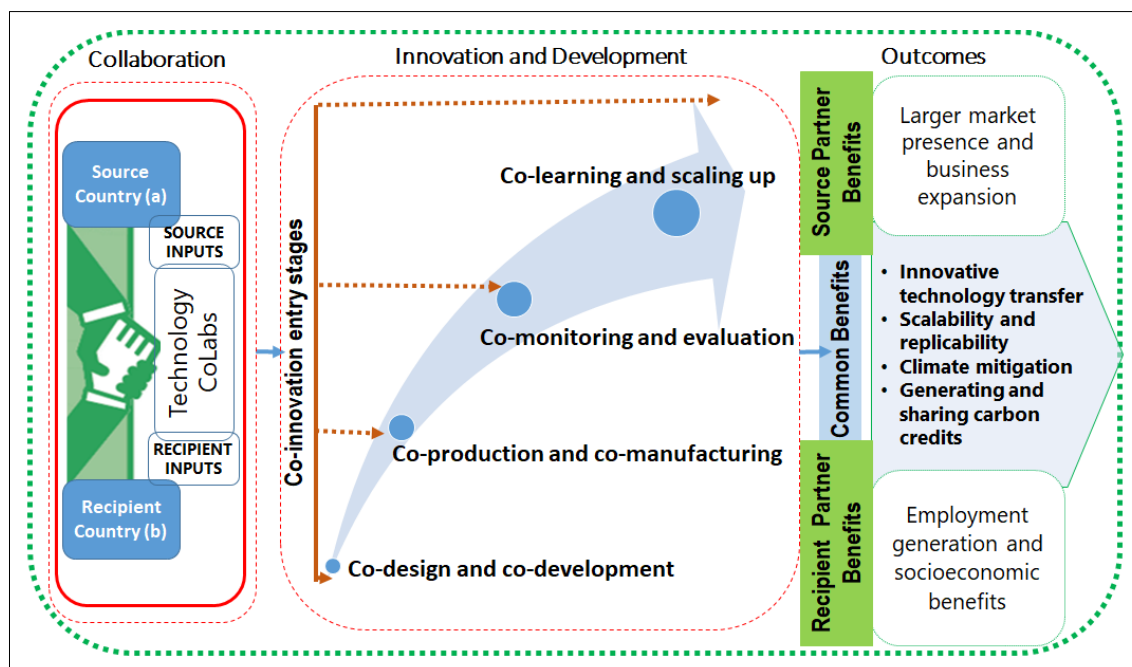 Collaboration
Source
Country (a)
SOURCE
INPUTS
Technology
CoLabs
RECIPIENT
INPUTS
Recipient
Country (b)
Innovation and Development
Co-innovation entry stages
Co-learning and scaling up
Co-monitoring and evaluation
Co-production and co-manufacturing
Co-design and co-development
Outcomes
Source Partner
Benefits
Larger market
presence and
business
expansion
Common Benefits
• Innovative
technology transfer
• Scalability and
replicability
• Climate mitigation
• Generating and
sharing carbon
credits
Recipient Partner
Benefits
Employment
generation and
socioeconomic
benefits